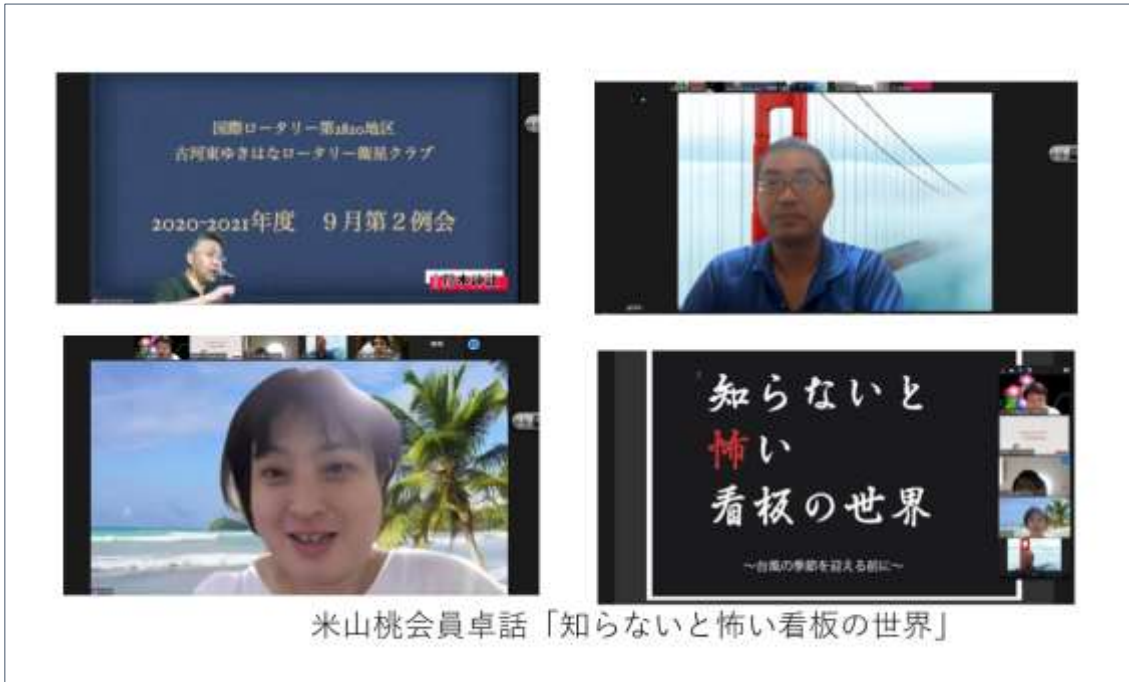 国際ロータリー第2820地区
古河東ゆきはなロータリー衛星クラブ
2020-2021年度　９月第２例会
知らないと
怖い
看板の世界
～台風の季節を迎える前に～
米山桃会員卓話「知らないと怖い看板の世界」